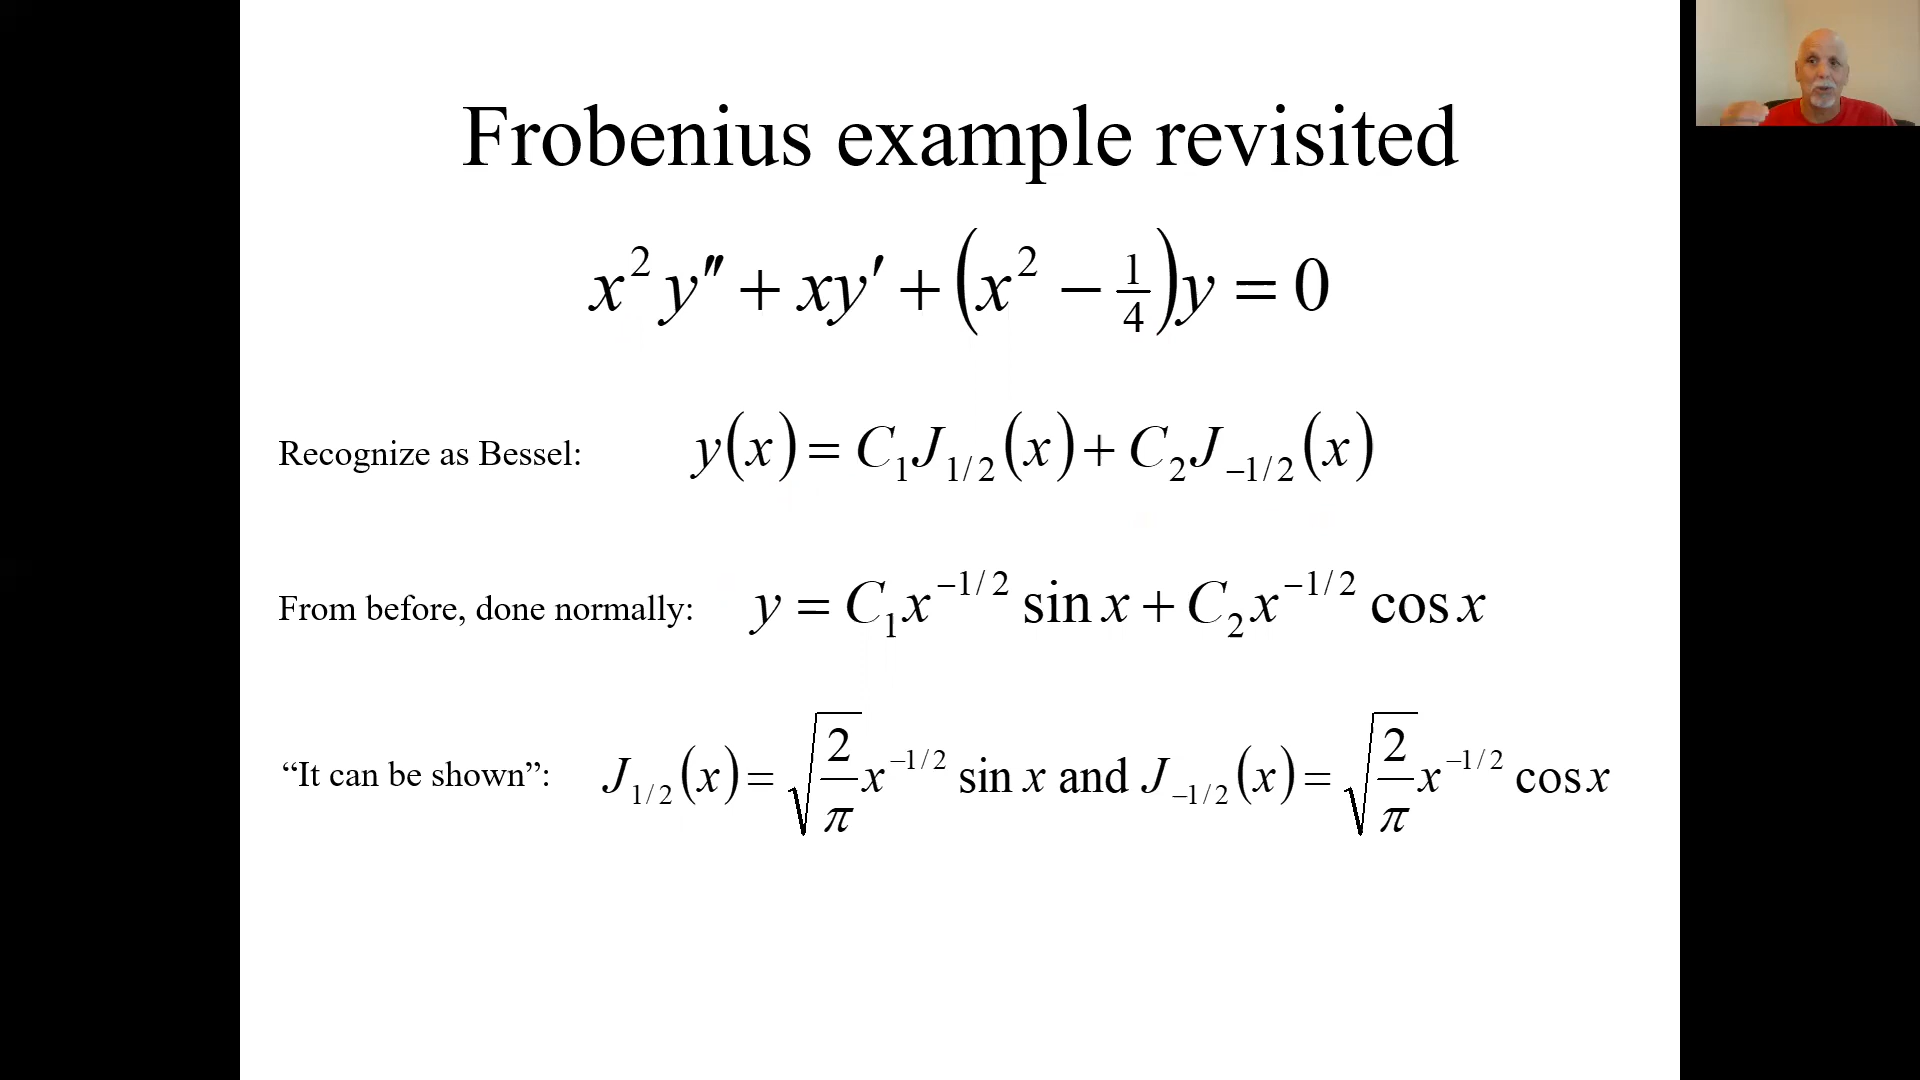 Frobenius example revisited
x² y″ + xy′ + (x² − 1/4)y = 0
Recognize as Bessel: y(x) = C₁J₁/₂(x) + C₂J₋₁/₂(x)
From before, done normally: y = C₁x^{−1/2} sin x + C₂x^{−1/2} cos x
“It can be shown”: J₁/₂(x) = √(2/π) x^{−1/2} sin x and J₋₁/₂(x) = √(2/π) x^{−1/2} cos x